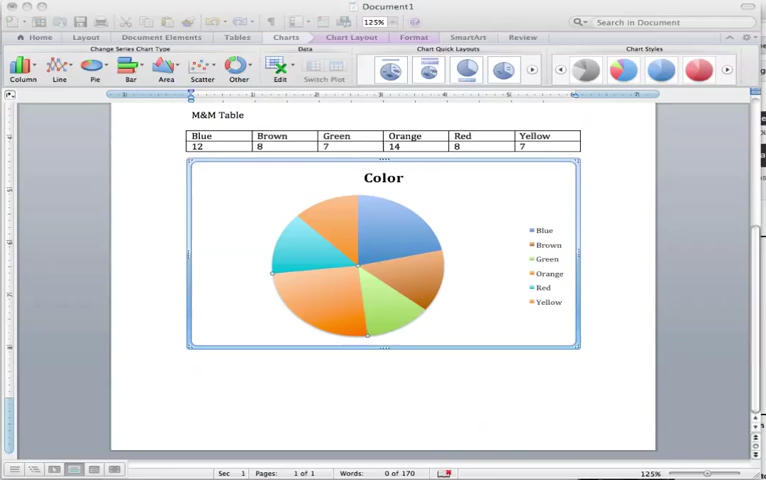 Document1
125%
Search in Document
Home Layout Document Elements Tables Charts Chart Layout Format SmartArt Review
Change Series Chart Type Data Chart Quick Layouts Chart Styles
Column Line Pie Bar Area Scatter Other Edit Switch Plot
M&M Table
Blue Brown Green Orange Red Yellow
12 8 7 14 8 7
Color
Blue
Brown
Green
Orange
Red
Yellow
Sec 1 Pages: 1 of 1 Words: 0 of 170 125%